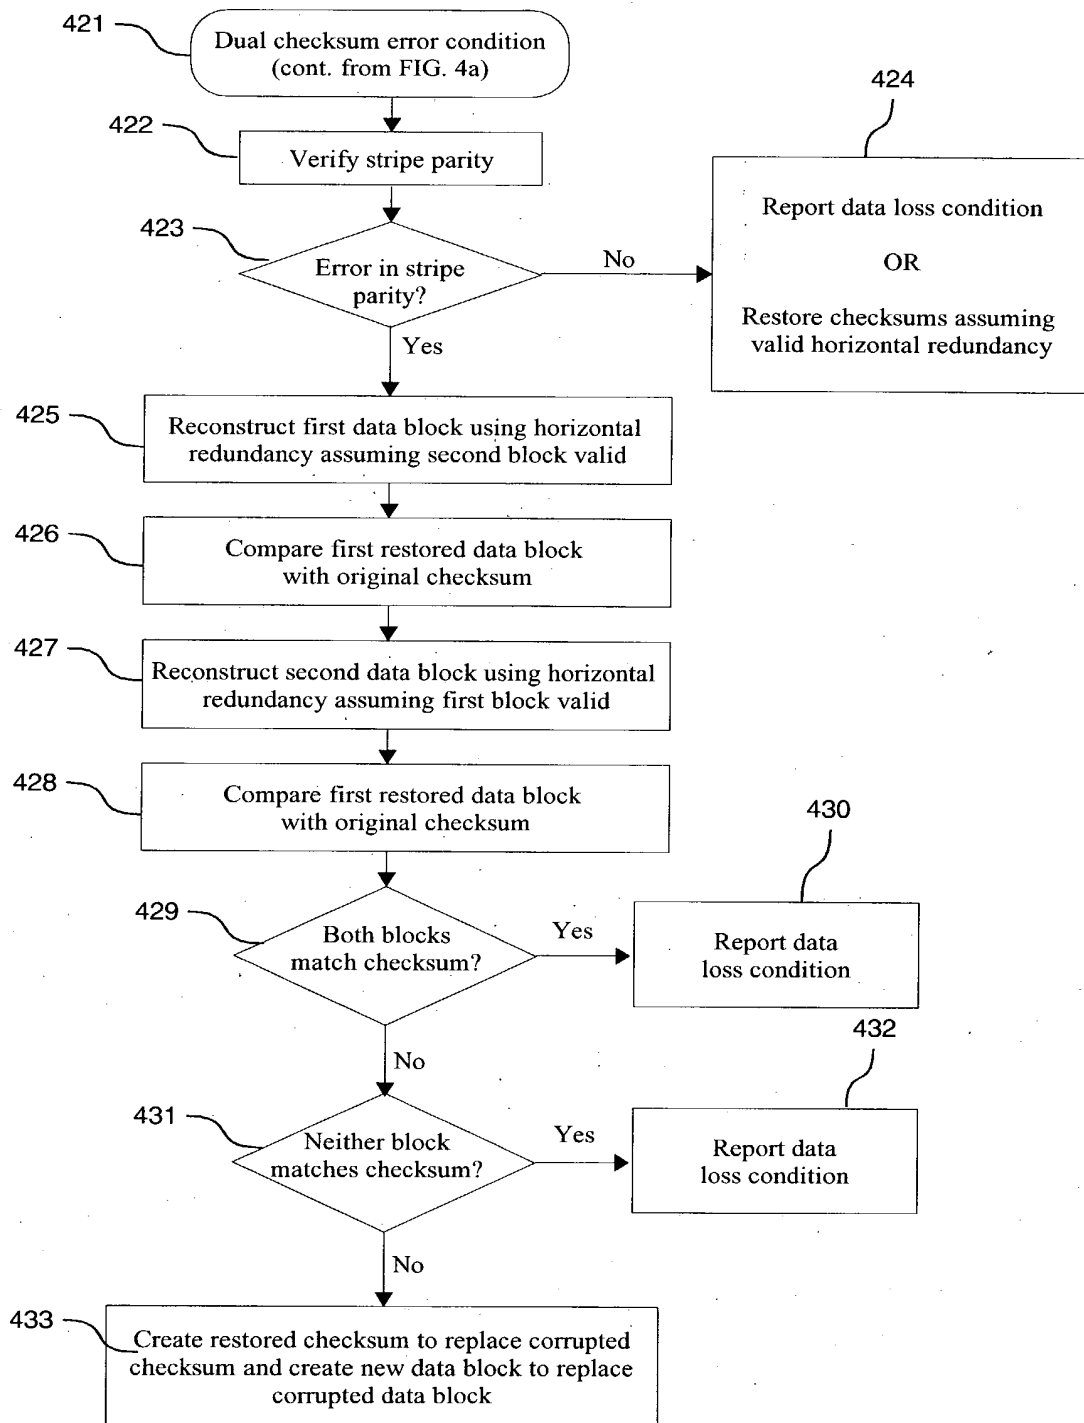 421
Dual checksum error condition
(cont. from FIG. 4a)
422
Verify stripe parity
423
Error in stripe
parity?
No
424
Report data loss condition
OR
Restore checksums assuming
valid horizontal redundancy
Yes
425
Reconstruct first data block using horizontal
redundancy assuming second block valid
426
Compare first restored data block
with original checksum
427
Reconstruct second data block using horizontal
redundancy assuming first block valid
428
Compare first restored data block
with original checksum
429
Both blocks
match checksum?
Yes
430
Report data
loss condition
No
431
Neither block
matches checksum?
Yes
432
Report data
loss condition
No
433
Create restored checksum to replace corrupted
checksum and create new data block to replace
corrupted data block